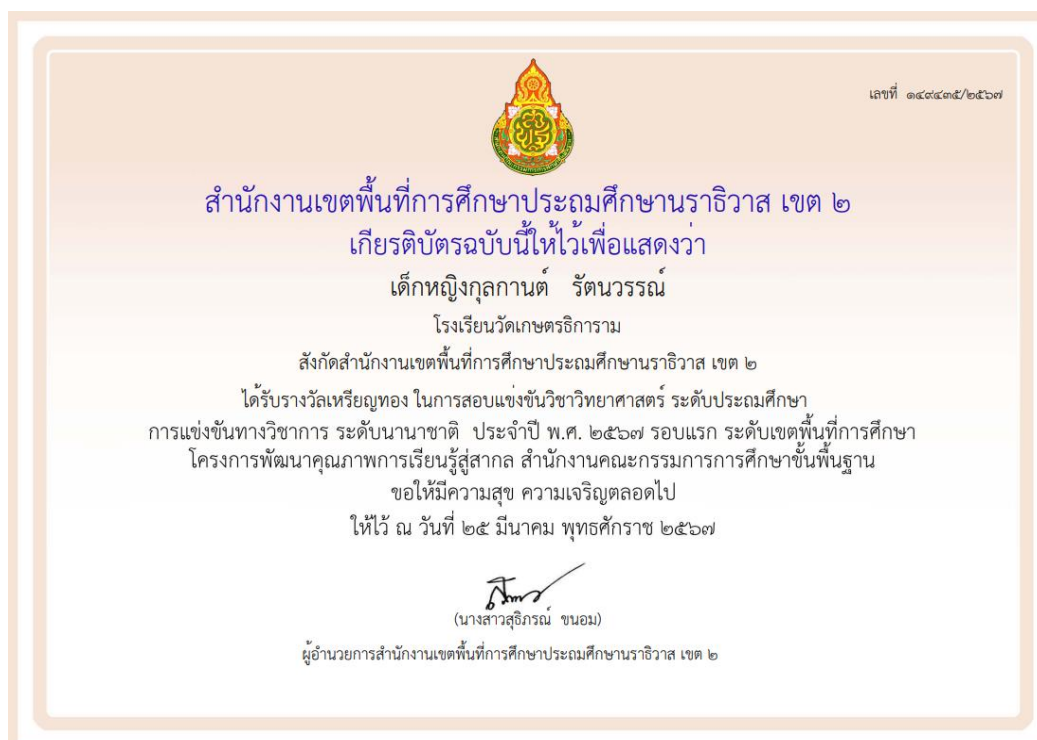 เลขที่ ๑๔๙๔๓๕/๒๕๖๗
สำนักงานเขตพื้นที่การศึกษาประถมศึกษานราธิวาส เขต ๒
เกียรติบัตรฉบับนี้ให้ไว้เพื่อแสดงว่า
เด็กหญิงกุลกานต์ รัตนวรรณ์
โรงเรียนวัดเกษตรธิการาม
สังกัดสำนักงานเขตพื้นที่การศึกษาประถมศึกษานราธิวาส เขต ๒
ได้รับรางวัลเหรียญทอง ในการสอบแข่งขันวิชาวิทยาศาสตร์ ระดับประถมศึกษา
การแข่งขันทางวิชาการ ระดับนานาชาติ ประจำปี พ.ศ. ๒๕๖๗ รอบแรก ระดับเขตพื้นที่การศึกษา
โครงการพัฒนาคุณภาพการเรียนรู้สู่สากล สำนักงานคณะกรรมการการศึกษาขั้นพื้นฐาน
ขอให้มีความสุข ความเจริญตลอดไป
ให้ไว้ ณ วันที่ ๒๕ มีนาคม พุทธศักราช ๒๕๖๗
(นางสาวสุธิภรณ์ ขนอม)
ผู้อำนวยการสำนักงานเขตพื้นที่การศึกษาประถมศึกษานราธิวาส เขต ๒